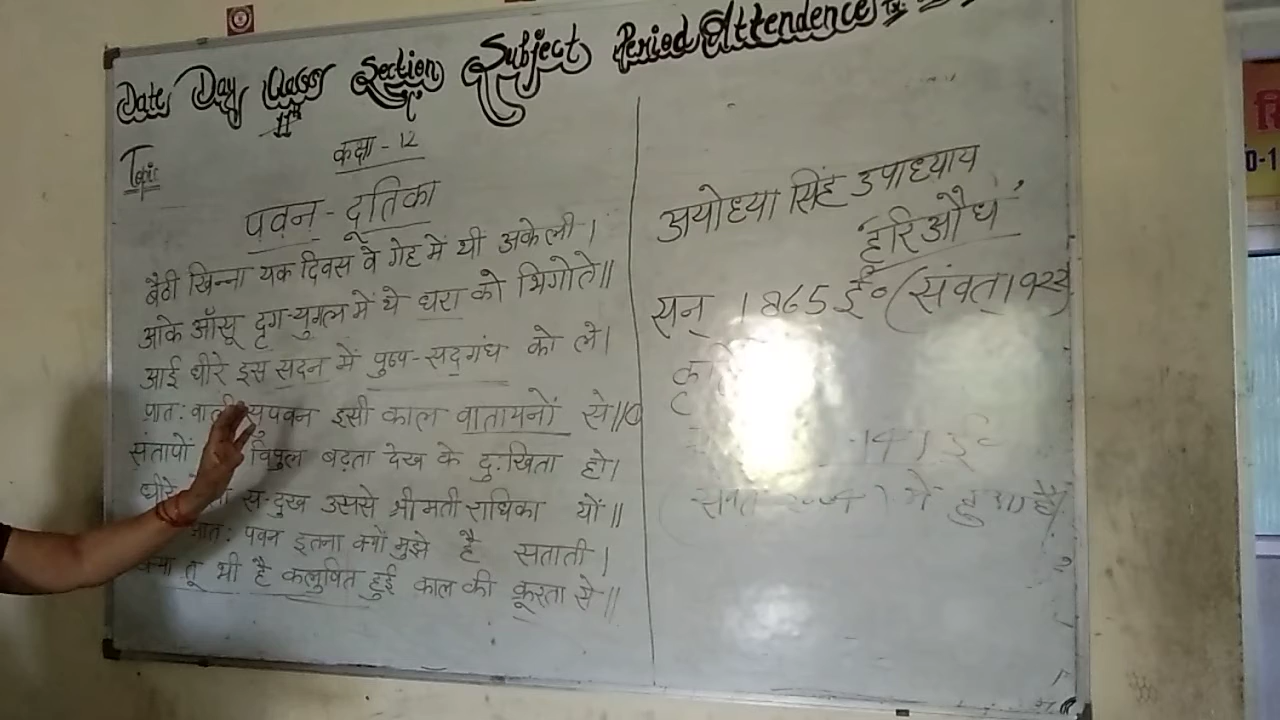 Date Day Class Section Subject Period Attendence
11th
Topic
कक्षा - 12
पवन - दूतिका
बैठी खिन्ना यक दिवस वे गेह में थी अकेली।
आके आँसू दृग-युगल में थे धरा को भिगोते॥
आई धीरे इस सदन में पुष्प-सद्गंध को ले।
प्रात: वाली सुपवन इसी काल वातायनों से॥
संतापों विपुल बढ़ता देख के दु:खिता हो।
धीरे स-दुख उससे श्रीमती राधिका यों॥
प्रात: पवन इतना क्यों मुझे है सताती।
क्या तू भी है कलुषित हुई काल की क्रूरता से॥
अयोध्या सिंह उपाध्याय
'हरिऔध'
सन् 1865 ई० (संवत्
में हुआ है
रि